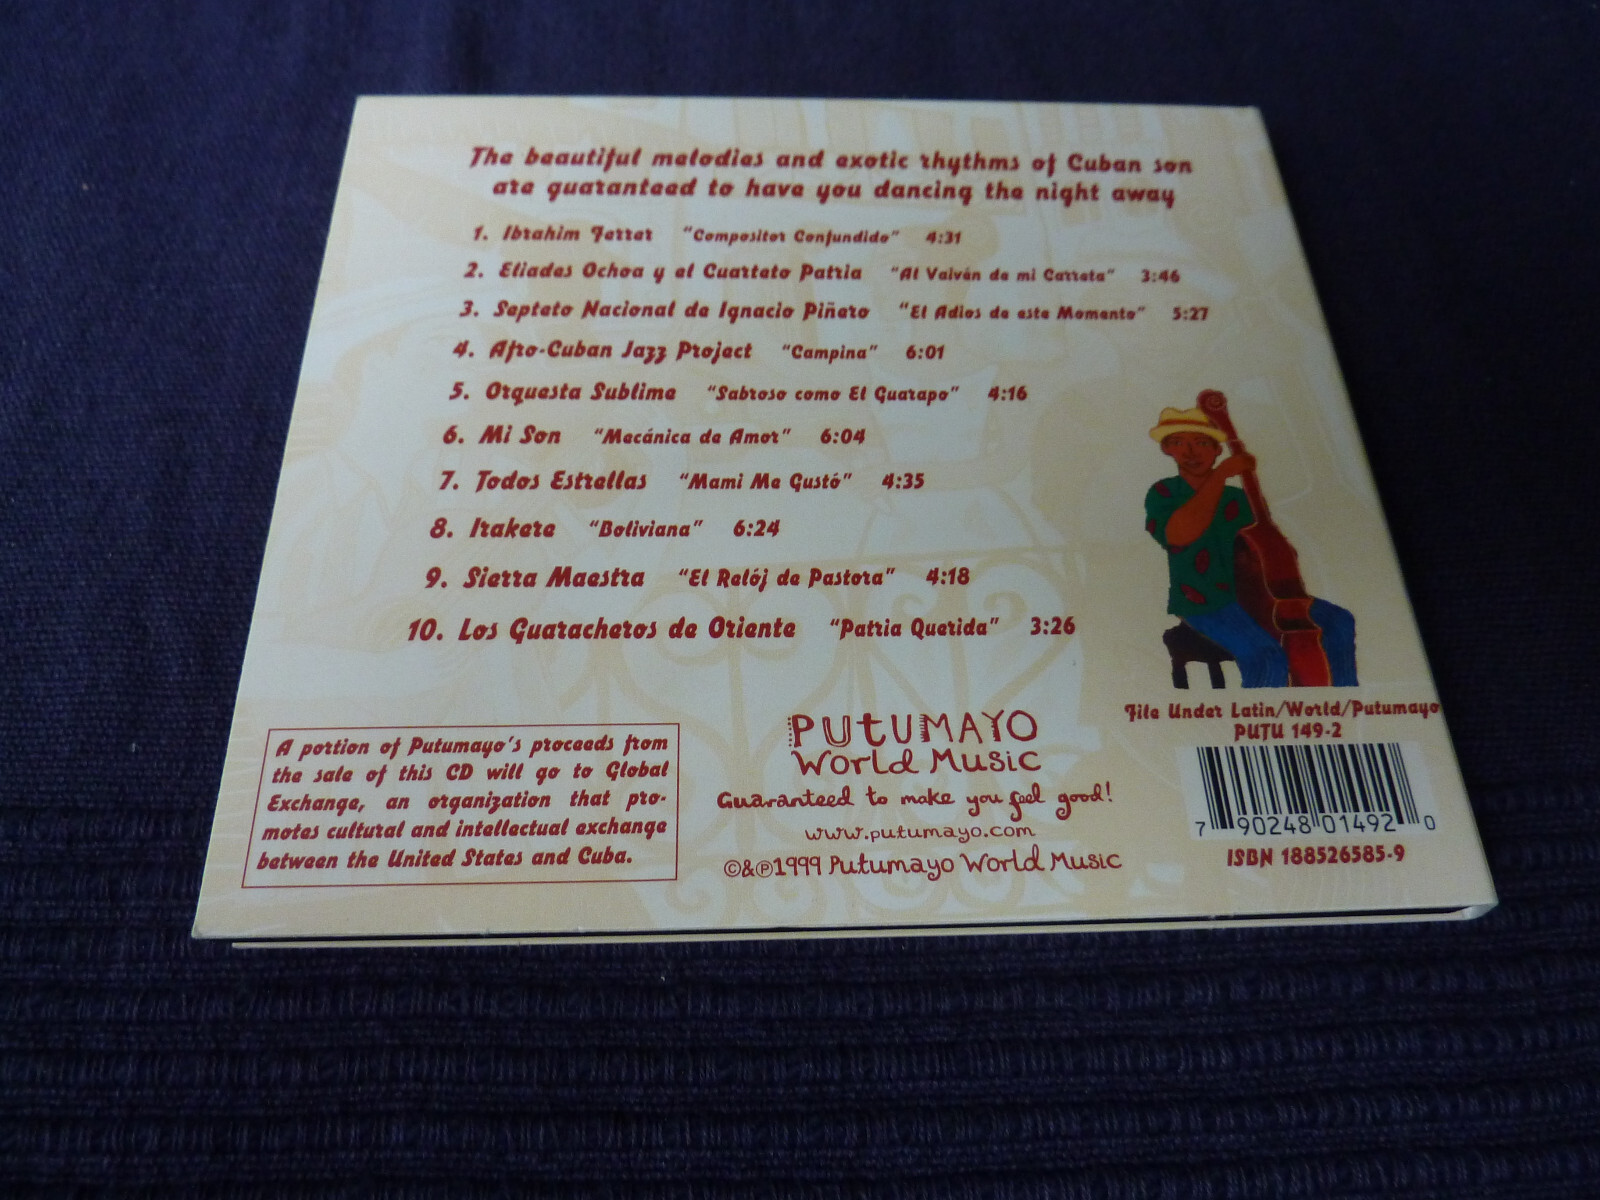 The beautiful melodies and exotic rhythms of Cuban son
are guaranteed to have you dancing the night away
1. Ibrahim Ferrer "Compositor Confundido" 4:31
2. Eliades Ochoa y el Cuarteto Patria "Al Vaivén de mi Carreta" 3:46
3. Septeto Nacional de Ignacio Piñero "El Adios de este Momento" 5:27
4. Afro-Cuban Jazz Project "Campina" 6:01
5. Orquesta Sublime "Sabroso como El Guarapo" 4:16
6. Mi Son "Mecánica de Amor" 6:04
7. Todos Estrellas "Mami Me Gustó" 4:35
8. Irakere "Boliviana" 6:24
9. Sierra Maestra "El Relój de Pastora" 4:18
10. Los Guaracheros de Oriente "Patria Querida" 3:26
A portion of Putumayo's proceeds from
the sale of this CD will go to Global
Exchange, an organization that pro-
motes cultural and intellectual exchange
between the United States and Cuba.
PUTUMAYO
World Music
Guaranteed to make you feel good!
www.putumayo.com
©&℗1999 Putumayo World Music
File Under Latin/World/Putumayo
PUTU 149-2
7 90248 01492 0
ISBN 188526585-9